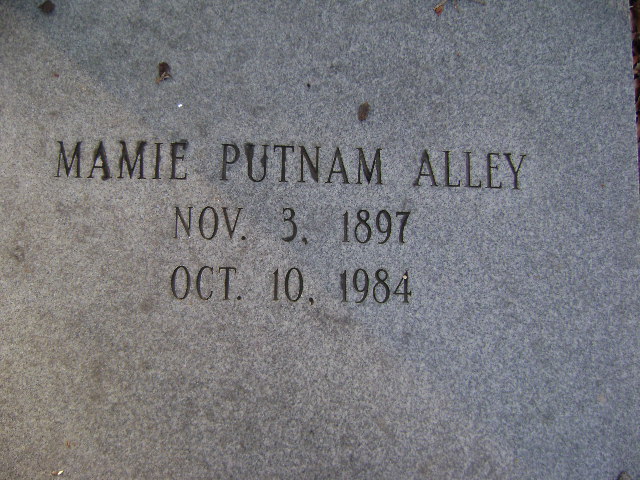 MAMIE PUTNAM ALLEY
NOV. 3, 1897
OCT. 10, 1984